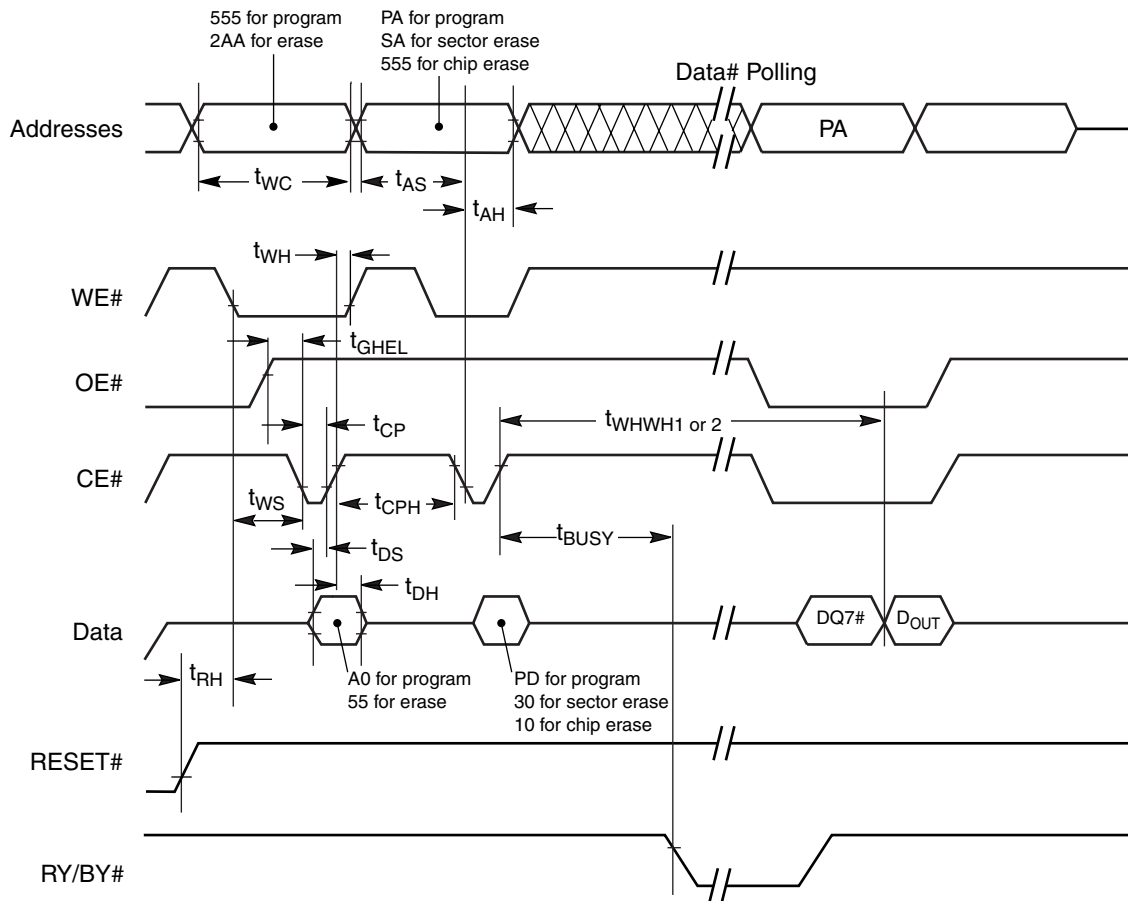 555 for program
2AA for erase
PA for program
SA for sector erase
555 for chip erase
Data# Polling
Addresses
PA
tWC
tAS
tAH
tWH
WE#
tGHEL
OE#
tWHWH1 or 2
tCP
CE#
tWS
tCPH
tBUSY
tDS
tDH
Data
DQ7#
DOUT
tRH
A0 for program
55 for erase
PD for program
30 for sector erase
10 for chip erase
RESET#
RY/BY#